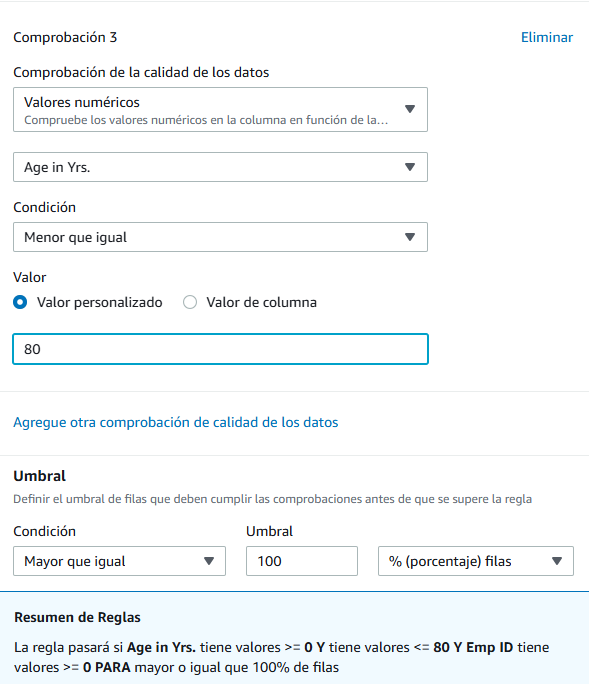 Comprobación 3
Eliminar
Comprobación de la calidad de los datos
Valores numéricos
Compruebe los valores numéricos en la columna en función de la…
Age in Yrs.
Condición
Menor que igual
Valor
Valor personalizado
Valor de columna
80
Agregue otra comprobación de calidad de los datos
Umbral
Definir el umbral de filas que deben cumplir las comprobaciones antes de que se supere la regla
Condición
Umbral
Mayor que igual
100
% (porcentaje) filas
Resumen de Reglas
La regla pasará si Age in Yrs. tiene valores >= 0 Y tiene valores <= 80 Y Emp ID tiene
valores >= 0 PARA mayor o igual que 100% de filas